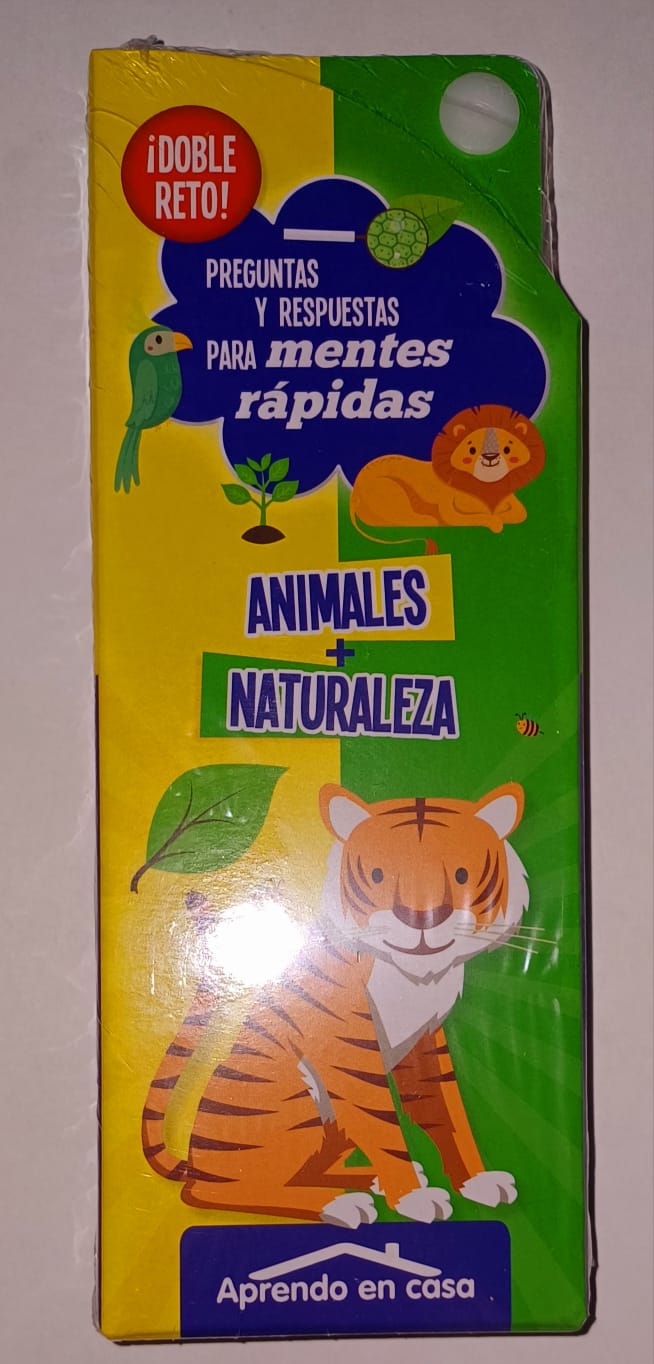 ¡DOBLE
RETO!
PREGUNTAS
Y RESPUESTAS
PARA mentes
rápidas
ANIMALES
+
NATURALEZA
Aprendo en casa